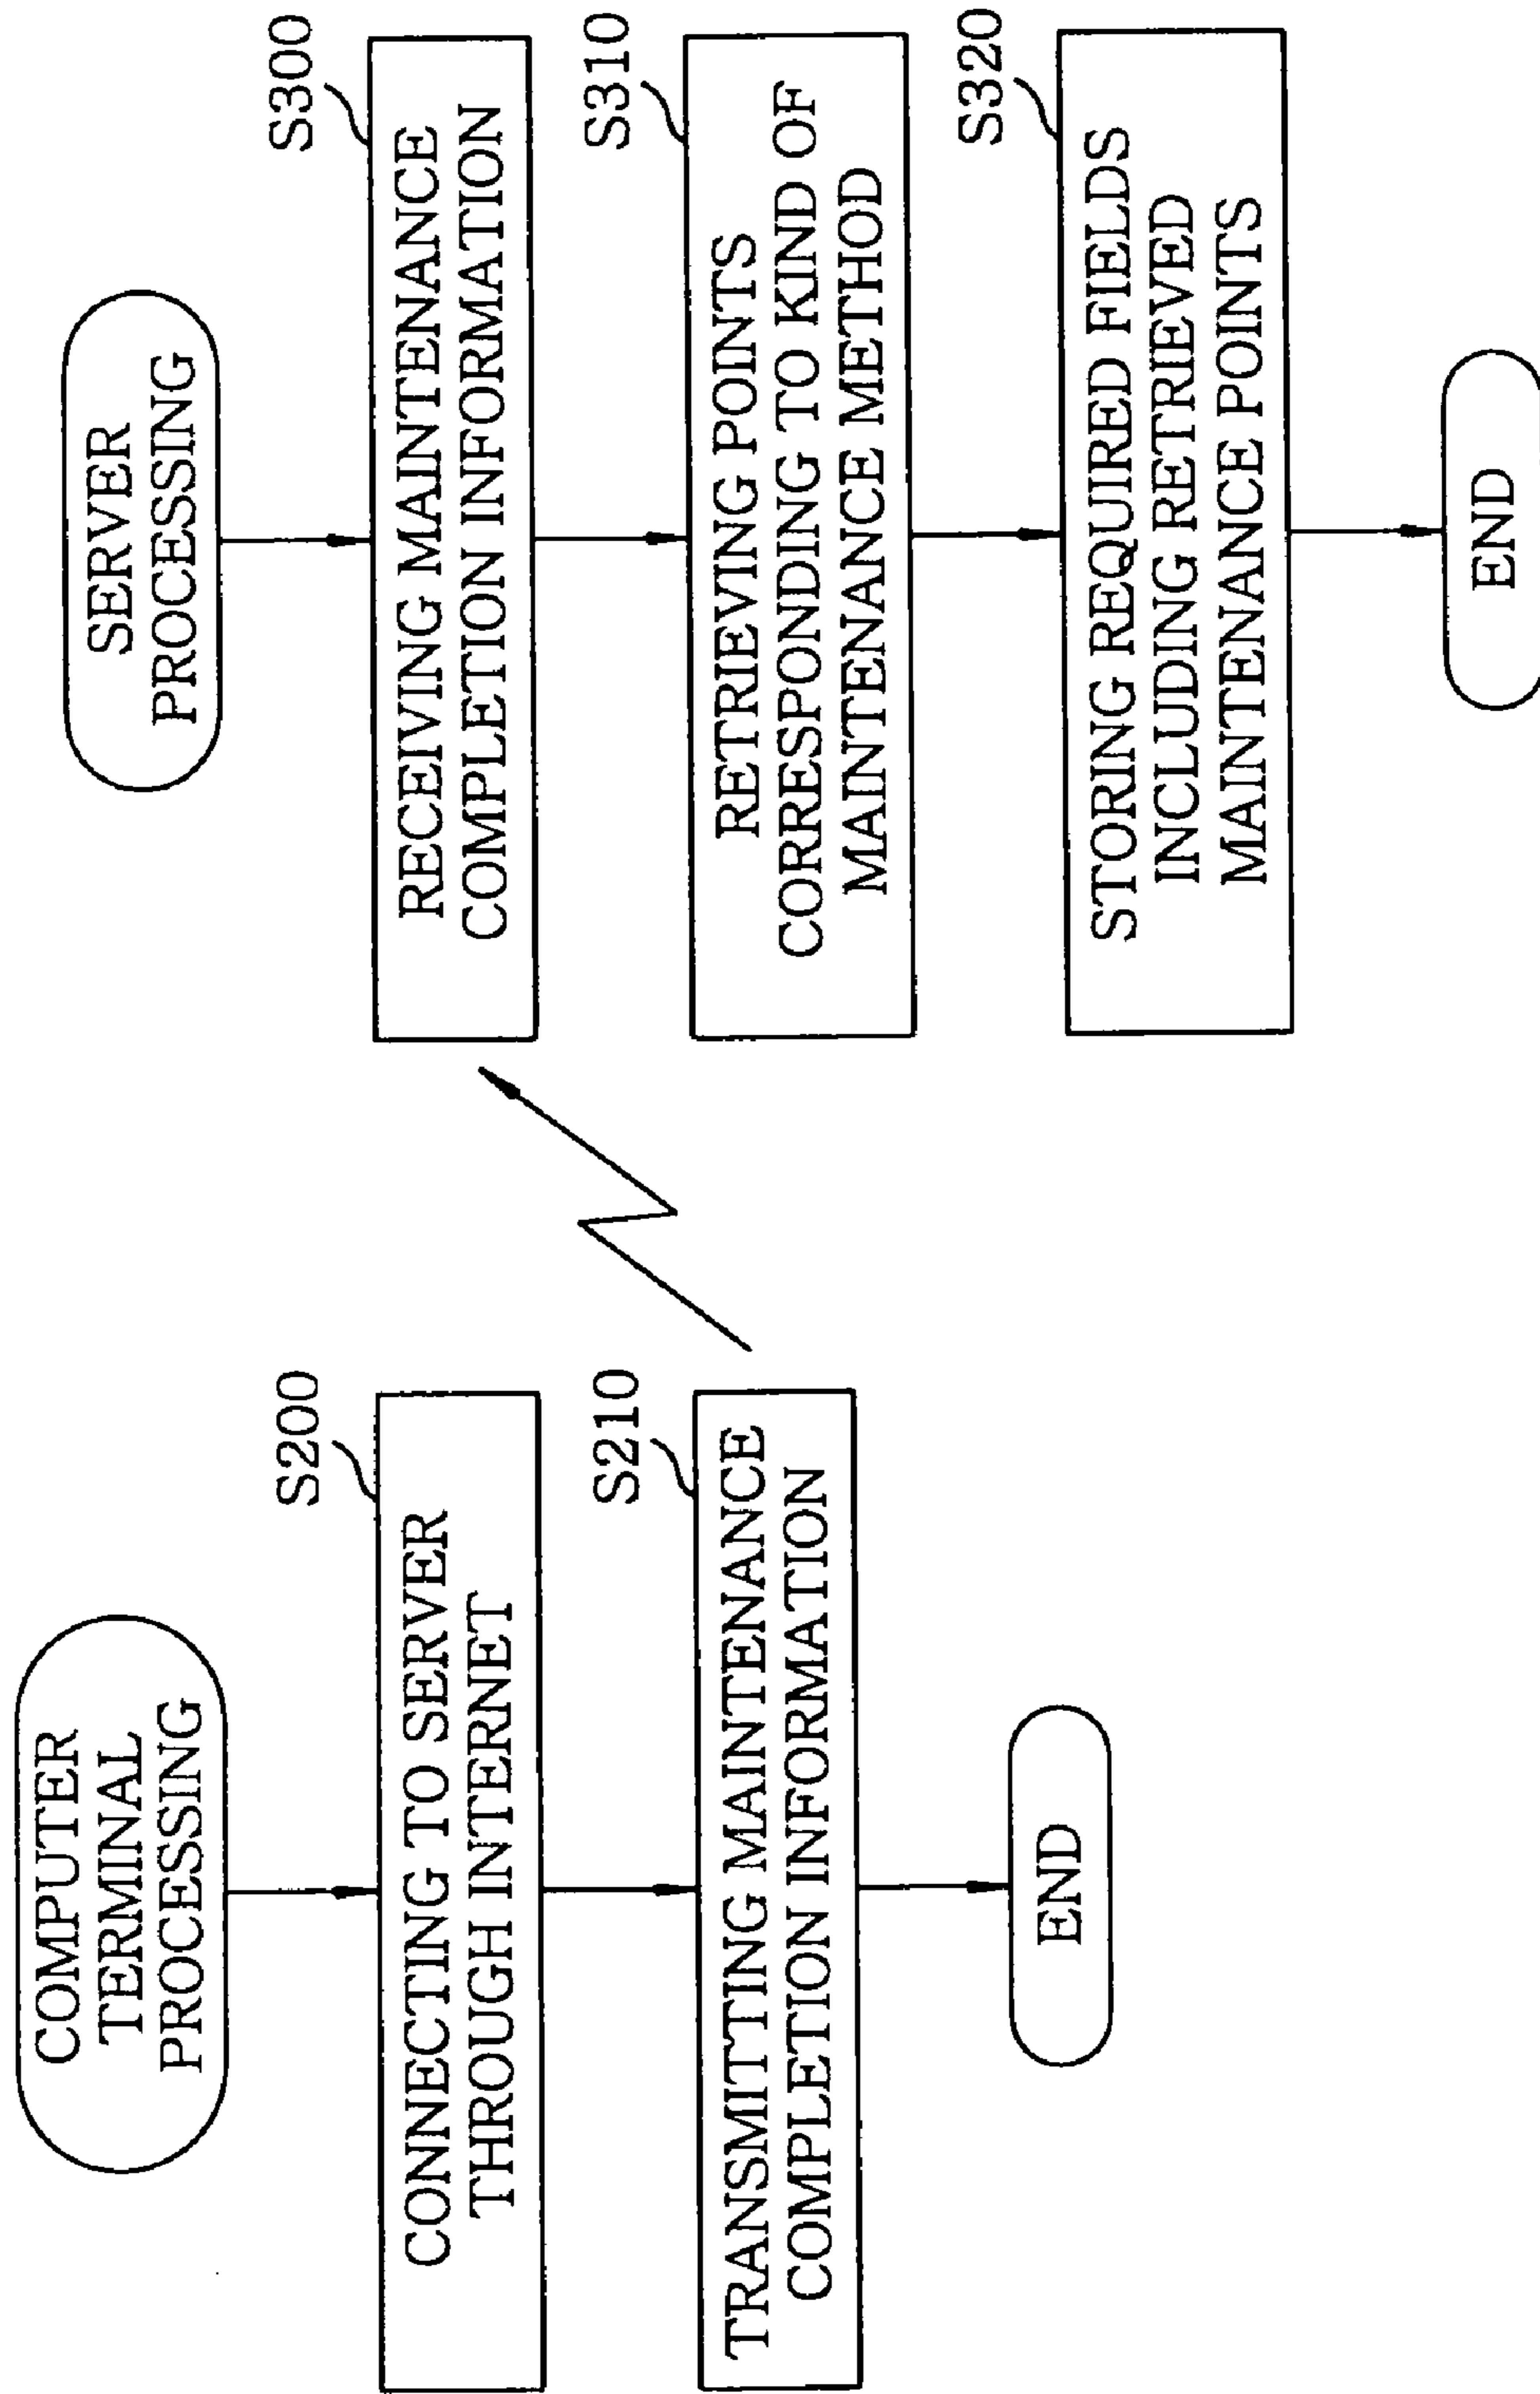 COMPUTER
TERMINAL
PROCESSING
S200
CONNECTING TO SERVER
THROUGH INTERNET
S210
TRANSMITTING MAINTENANCE
COMPLETION INFORMATION
END
SERVER
PROCESSING
S300
RECEIVING MAINTENANCE
COMPLETION INFORMATION
S310
RETRIEVING POINTS
CORRESPONDING TO KIND OF
MAINTENANCE METHOD
S320
STORING REQUIRED FIELDS
INCLUDING RETRIEVED
MAINTENANCE POINTS
END